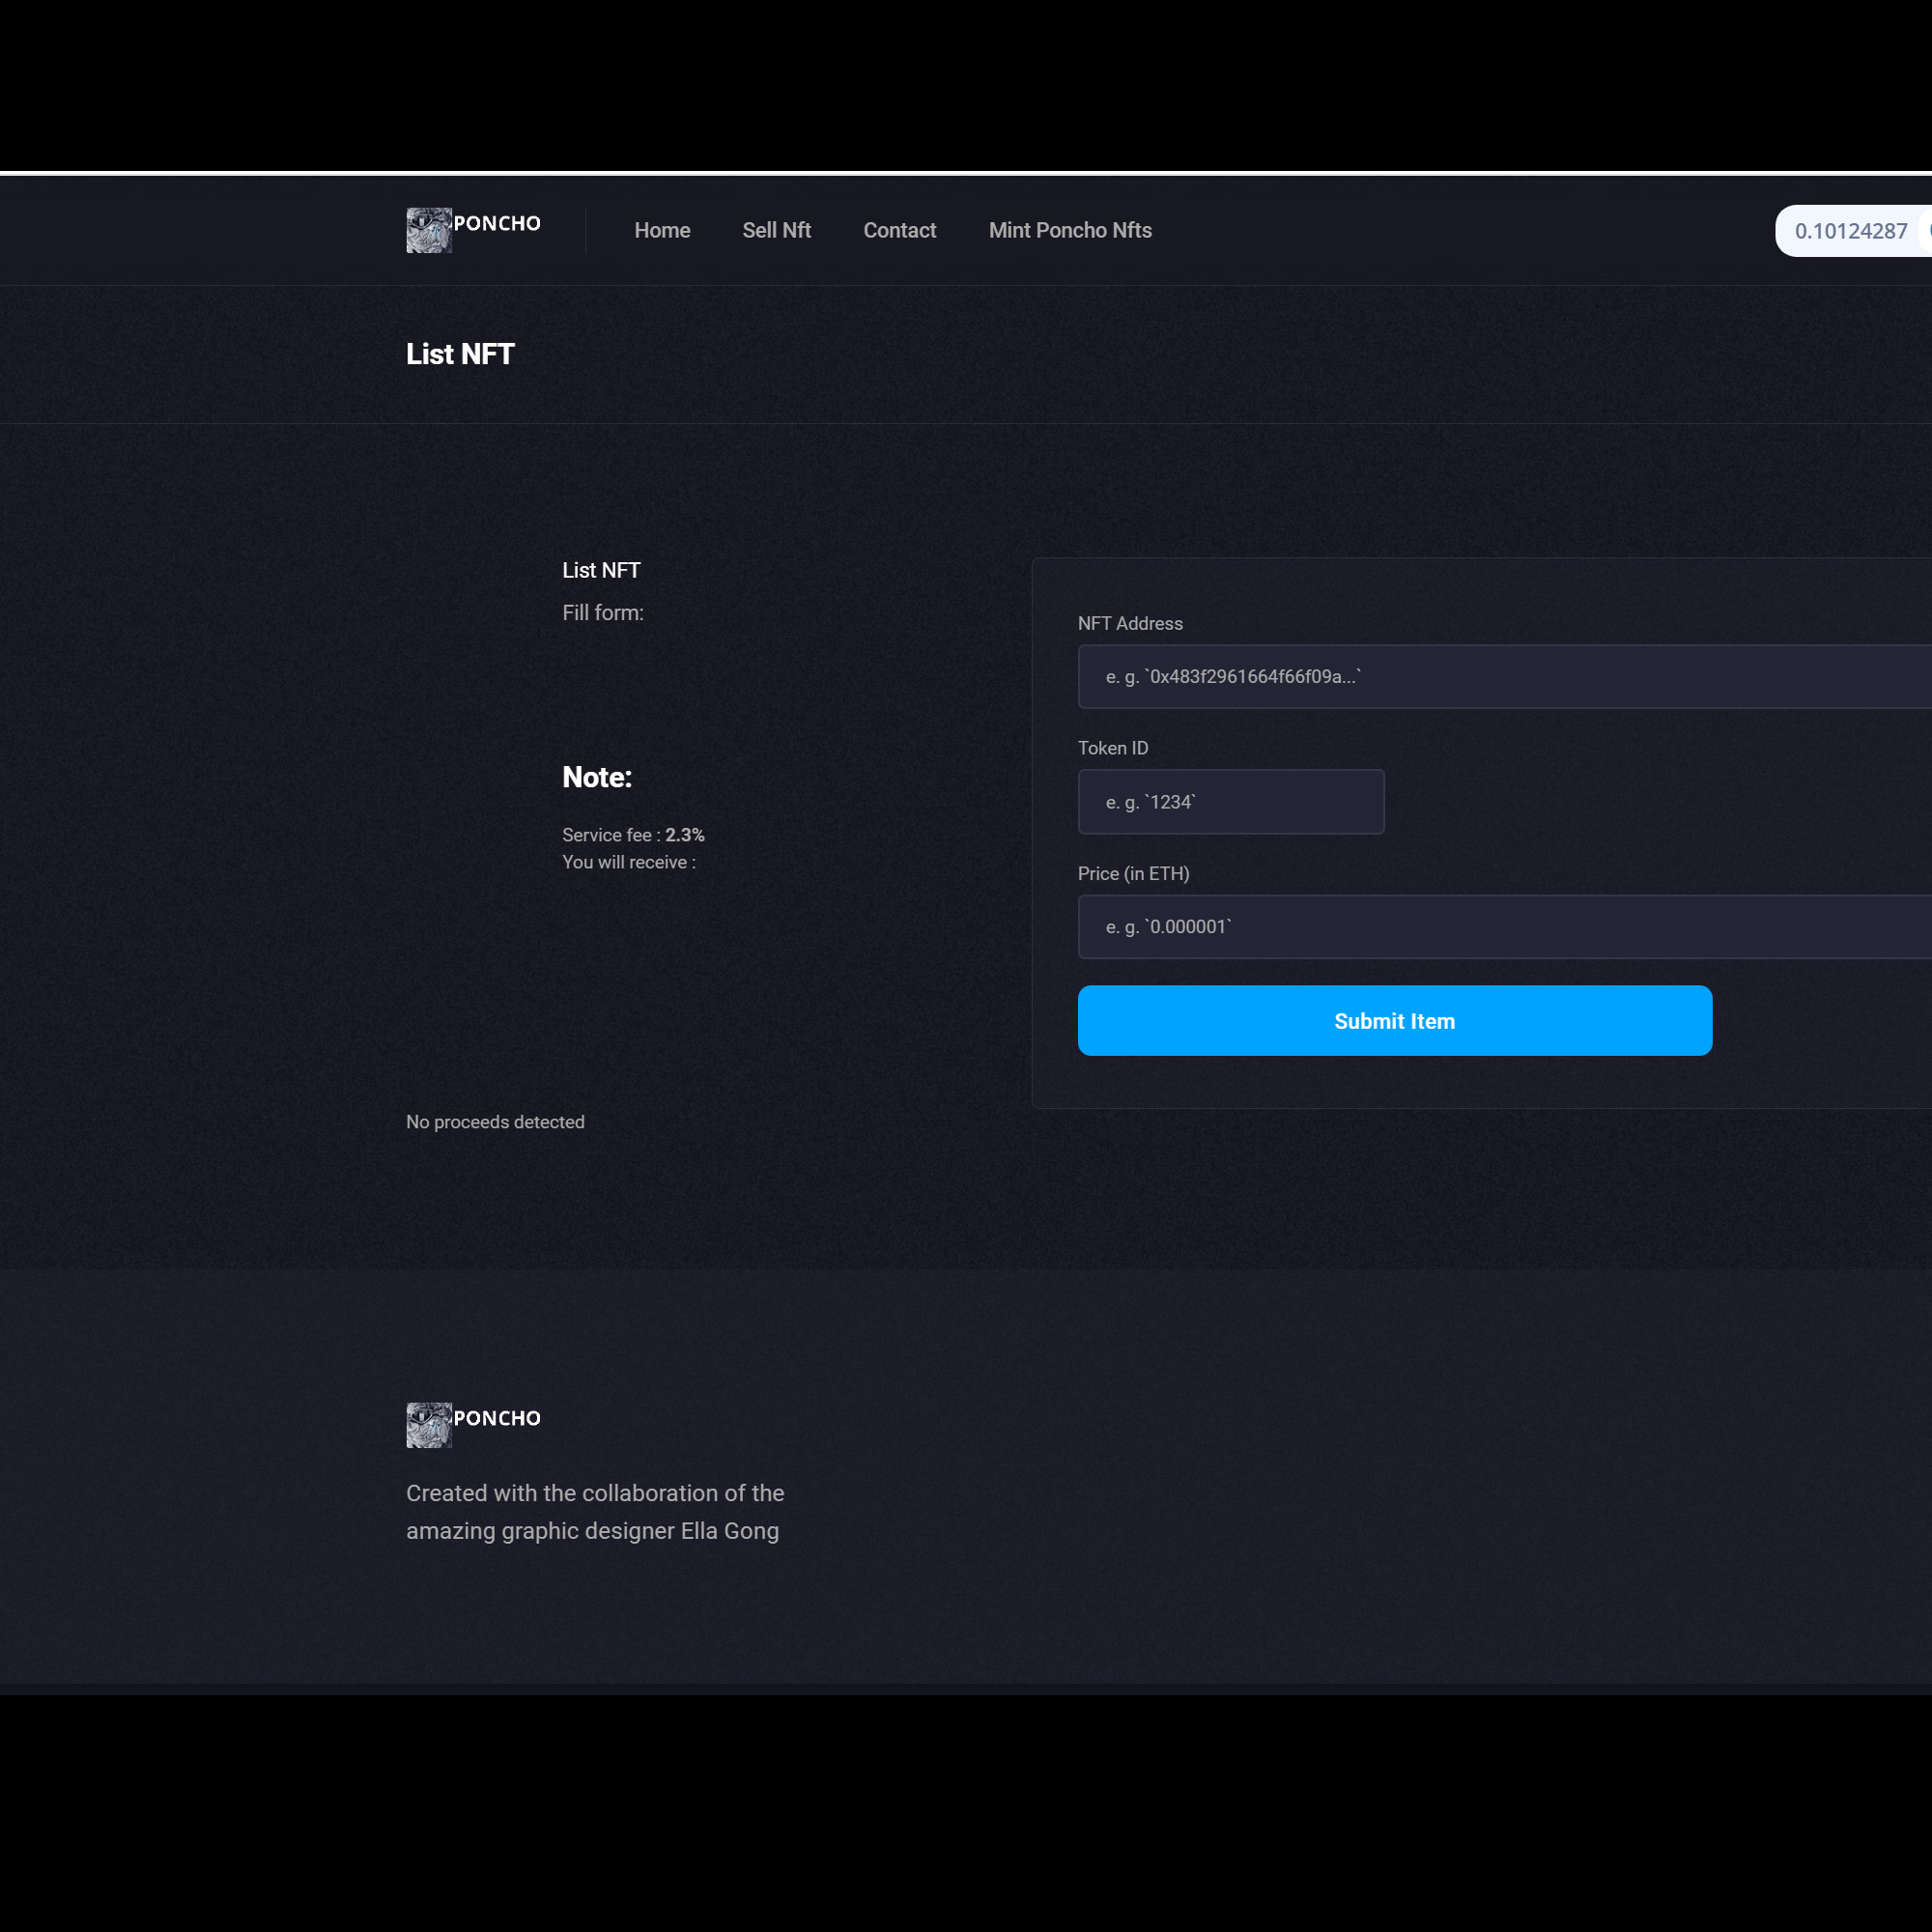 PONCHO
Home Sell Nft Contact Mint Poncho Nfts 0.10124287
List NFT
List NFT
Fill form:
Note:
Service fee : 2.3%
You will receive :
NFT Address
e. g. `0x483f2961664f66f09a...`
Token ID
e. g. `1234`
Price (in ETH)
e. g. `0.000001`
Submit Item
No proceeds detected
PONCHO
Created with the collaboration of the
amazing graphic designer Ella Gong